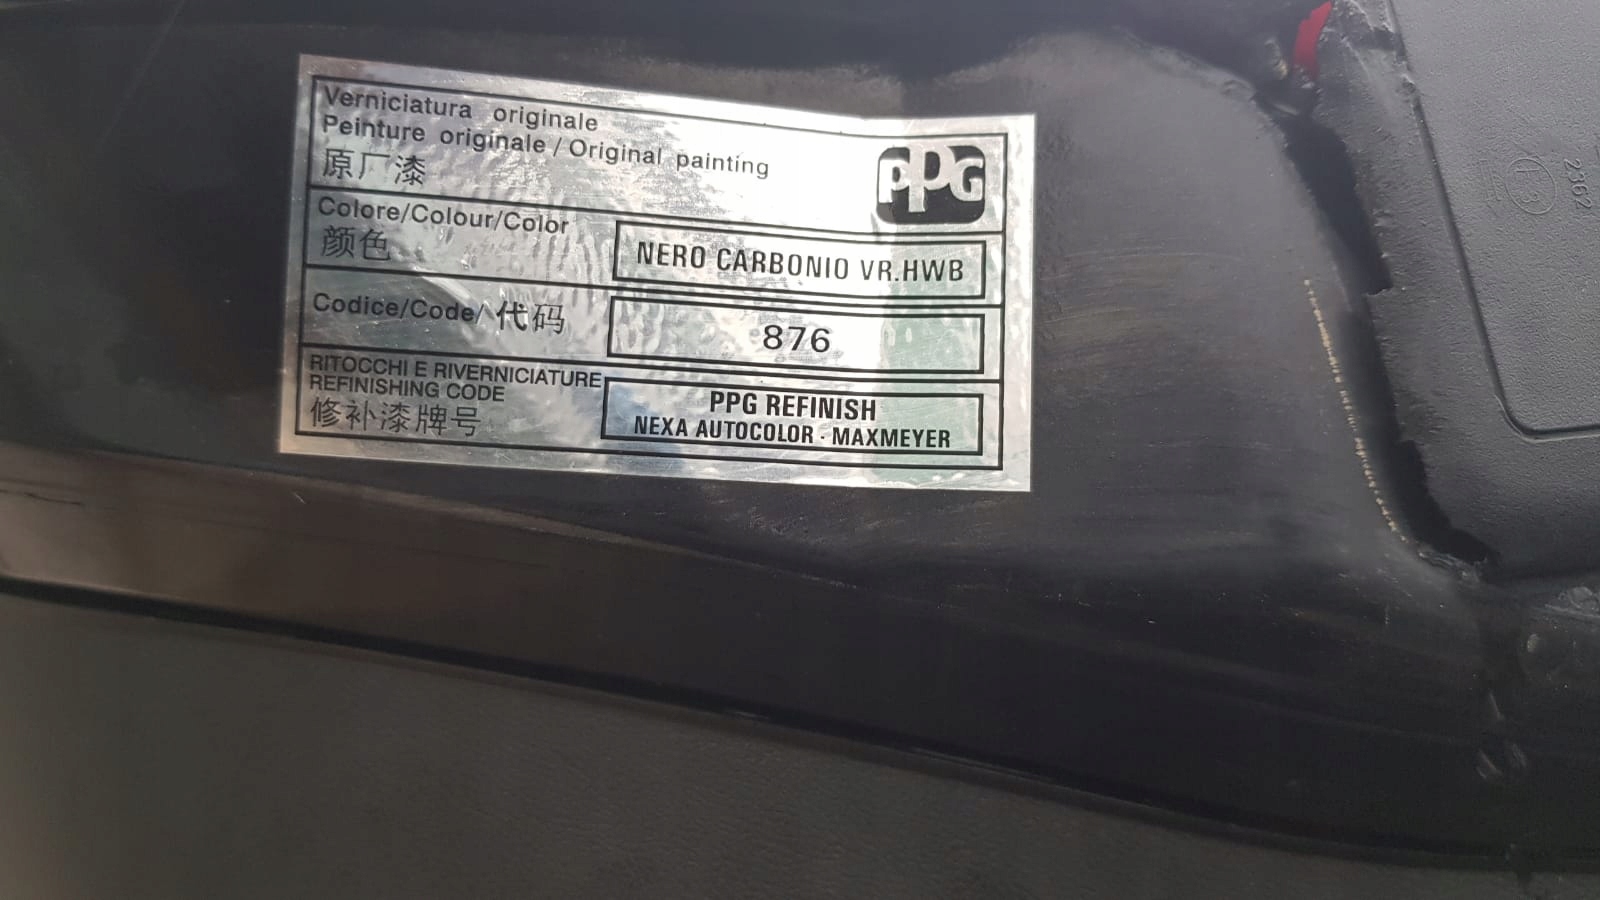 Verniciatura originale
Peinture originale / Original painting
原厂漆
PPG
Colore/Colour/Color
颜色
NERO CARBONIO VR.HWB
Codice/Code/代码
876
RITOCCHI E RIVERNICIATURE
REFINISHING CODE
修补漆牌号
PPG REFINISH
NEXA AUTOCOLOR · MAXMEYER
2362